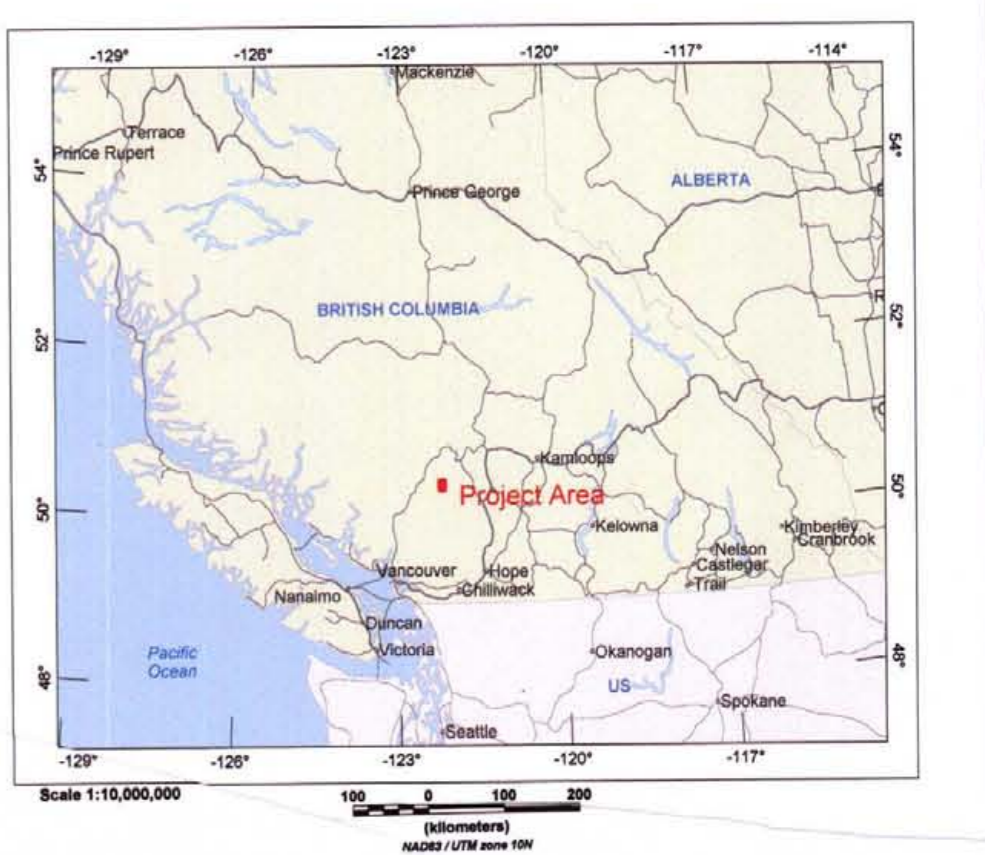 -129° -126° -123° -120° -117° -114°
Mackenzie
Terrace
Prince Rupert
54° 54°
ALBERTA
Prince George
BRITISH COLUMBIA
52° 52°
Kamloops
Project Area
50° 50°
Kelowna
Kimberley
Cranbrook
Nelson
Castlegar
Trail
Vancouver
Hope
Chilliwack
Nanaimo
Duncan
Victoria
Pacific
Ocean
Okanogan
48° 48°
US
Spokane
Seattle
-129° -126° -123° -120° -117°
Scale 1:10,000,000
100 0 100 200
(kilometers)
NAD83 / UTM zone 10N